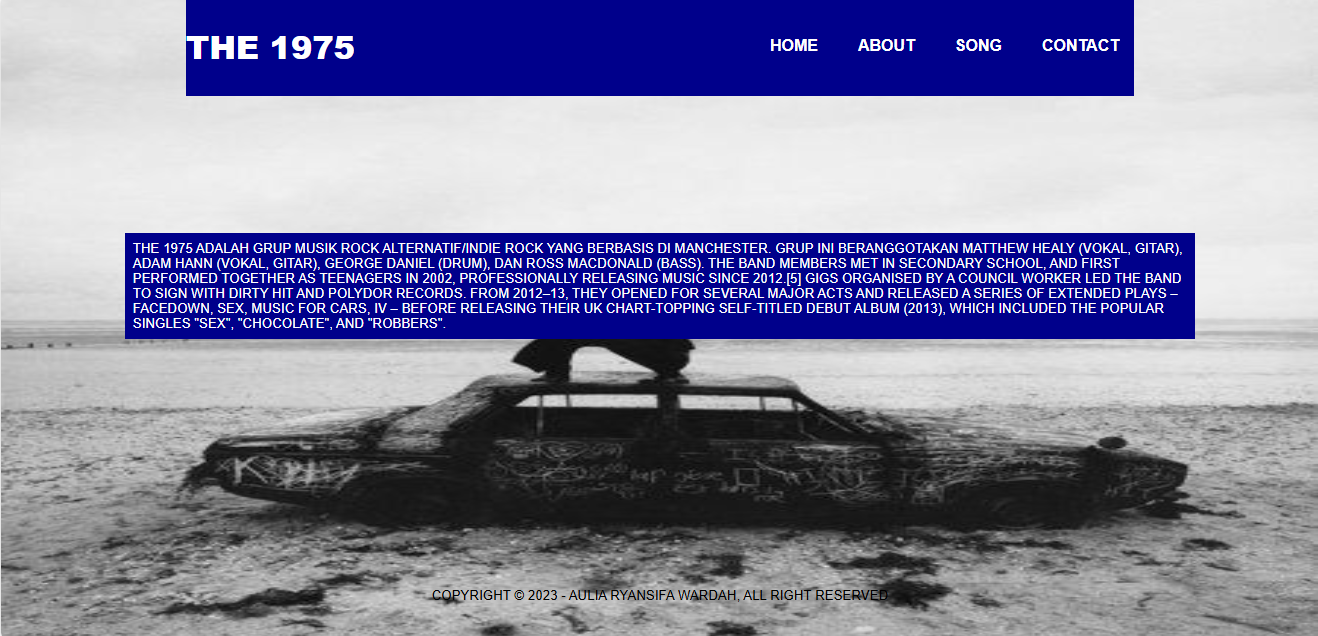 THE 1975
HOME ABOUT SONG CONTACT
THE 1975 ADALAH GRUP MUSIK ROCK ALTERNATIF/INDIE ROCK YANG BERBASIS DI MANCHESTER. GRUP INI BERANGGOTAKAN MATTHEW HEALY (VOKAL, GITAR),
ADAM HANN (VOKAL, GITAR), GEORGE DANIEL (DRUM), DAN ROSS MACDONALD (BASS). THE BAND MEMBERS MET IN SECONDARY SCHOOL, AND FIRST
PERFORMED TOGETHER AS TEENAGERS IN 2002, PROFESSIONALLY RELEASING MUSIC SINCE 2012.[5] GIGS ORGANISED BY A COUNCIL WORKER LED THE BAND
TO SIGN WITH DIRTY HIT AND POLYDOR RECORDS. FROM 2012–13, THEY OPENED FOR SEVERAL MAJOR ACTS AND RELEASED A SERIES OF EXTENDED PLAYS –
FACEDOWN, SEX, MUSIC FOR CARS, IV – BEFORE RELEASING THEIR UK CHART-TOPPING SELF-TITLED DEBUT ALBUM (2013), WHICH INCLUDED THE POPULAR
SINGLES "SEX", "CHOCOLATE", AND "ROBBERS".
COPYRIGHT © 2023 - AULIA RYANSIFA WARDAH, ALL RIGHT RESERVED